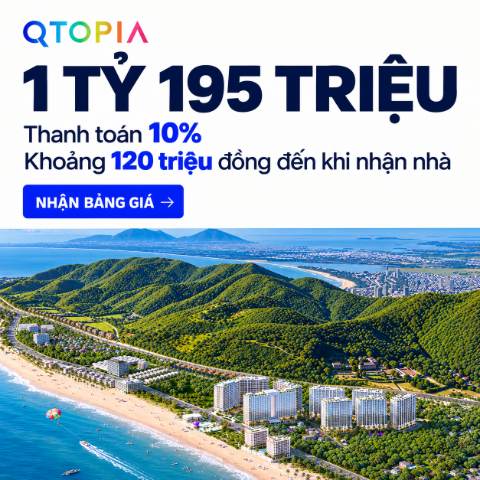 QTOPIA
1 TỶ 195 TRIỆU
Thanh toán 10%
Khoảng 120 triệu đồng đến khi nhận nhà
NHẬN BẢNG GIÁ →